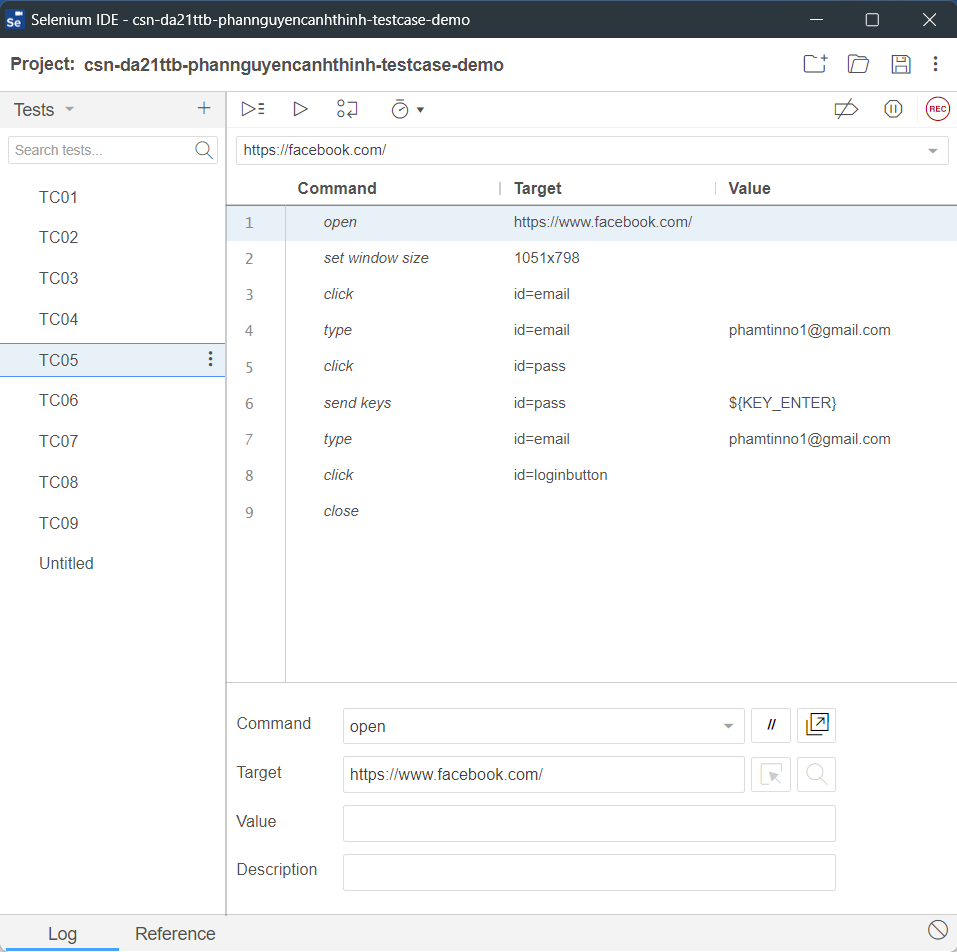 Se Selenium IDE - csn-da21ttb-phannguyencanhthinh-testcase-demo
Project: csn-da21ttb-phannguyencanhthinh-testcase-demo
Tests
REC
Search tests...
https://facebook.com/
TC01
TC02
TC03
TC04
TC05
TC06
TC07
TC08
TC09
Untitled
Command Target Value
1 open https://www.facebook.com/
2 set window size 1051x798
3 click id=email
4 type id=email phamtinno1@gmail.com
5 click id=pass
6 send keys id=pass ${KEY_ENTER}
7 type id=email phamtinno1@gmail.com
8 click id=loginbutton
9 close
Command open //
Target https://www.facebook.com/
Value
Description
Log Reference